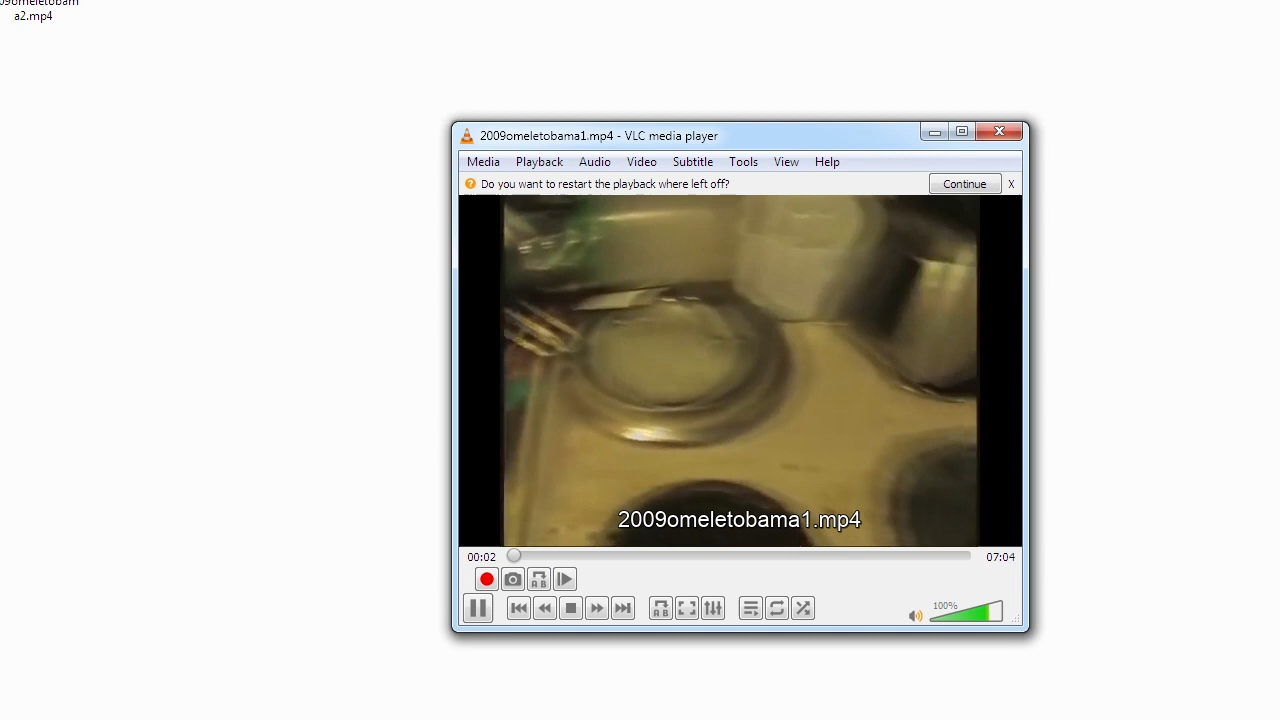 09omeletobam
a2.mp4
2009omeletobama1.mp4 - VLC media player
Media Playback Audio Video Subtitle Tools View Help
Do you want to restart the playback where left off? Continue X
2009omeletobama1.mp4
00:02 07:04
A B
A B
100%